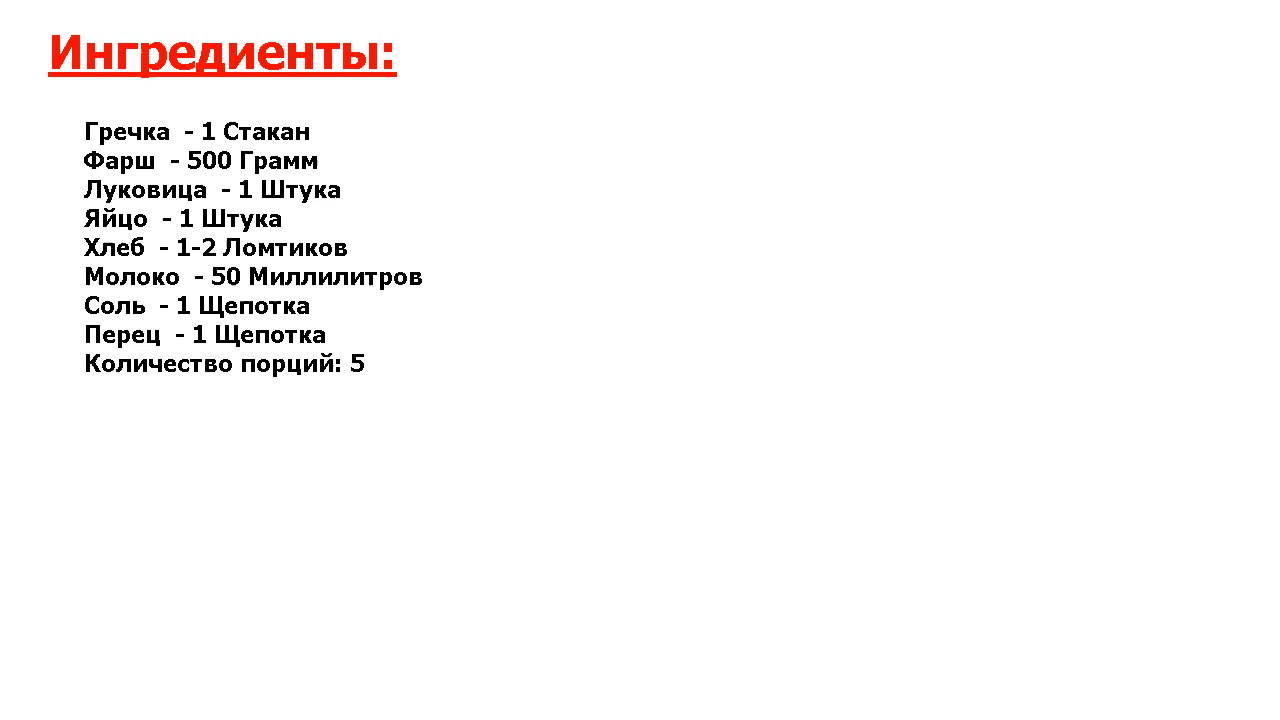 Ингредиенты:
Гречка  - 1 Стакан
Фарш  - 500 Грамм
Луковица  - 1 Штука
Яйцо  - 1 Штука
Хлеб  - 1-2 Ломтиков
Молоко  - 50 Миллилитров
Соль  - 1 Щепотка
Перец  - 1 Щепотка
Количество порций: 5